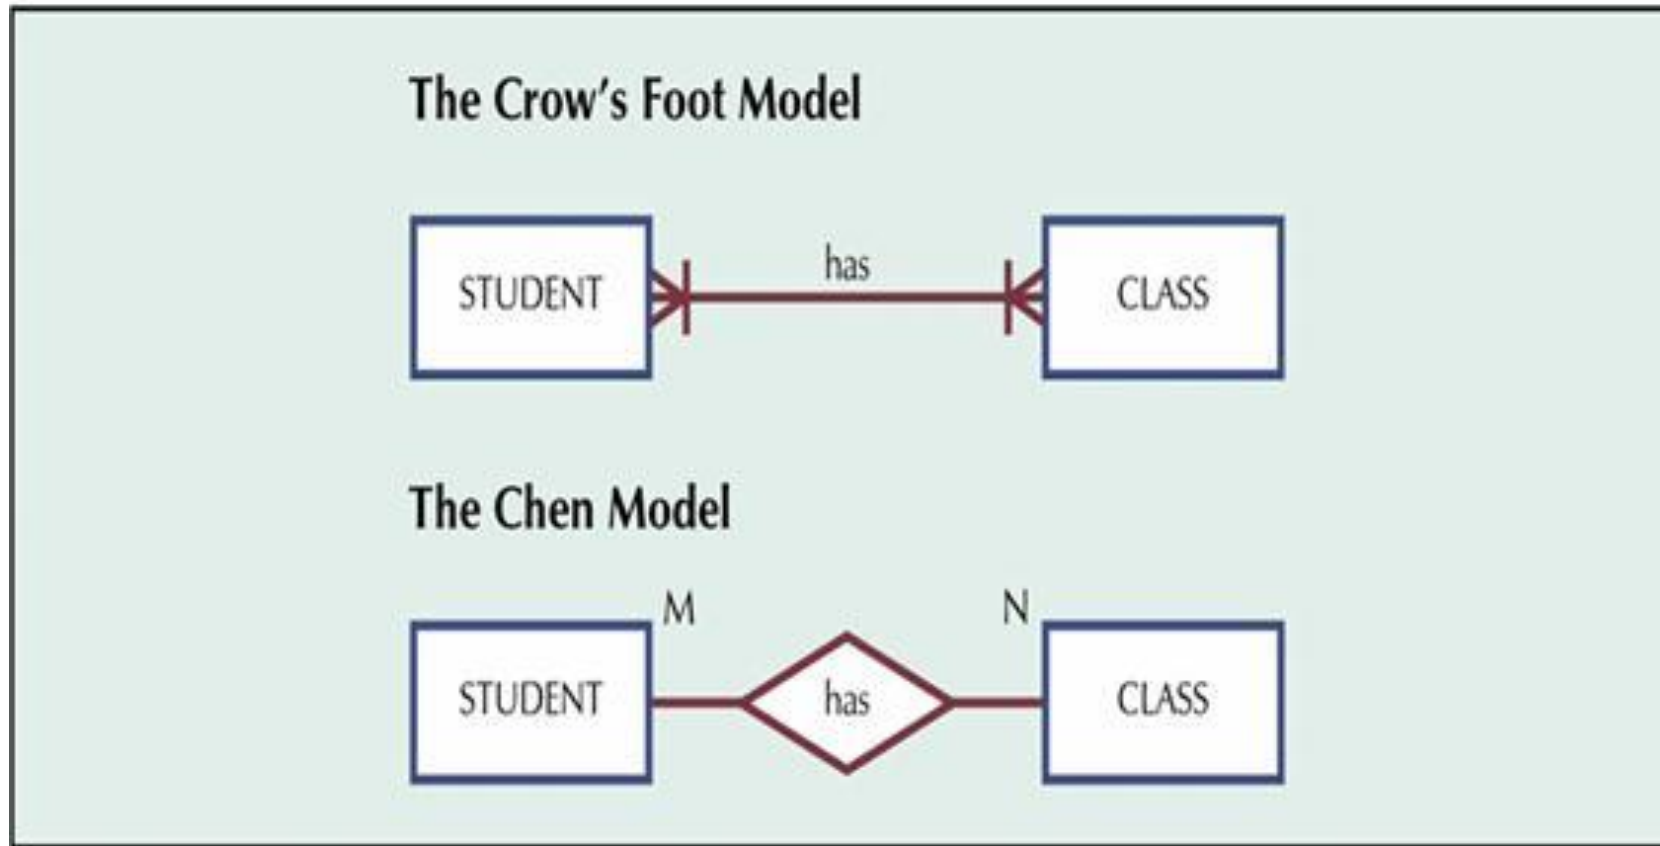 The Crow's Foot Model
has
STUDENT
CLASS
The Chen Model
M
N
STUDENT
has
CLASS